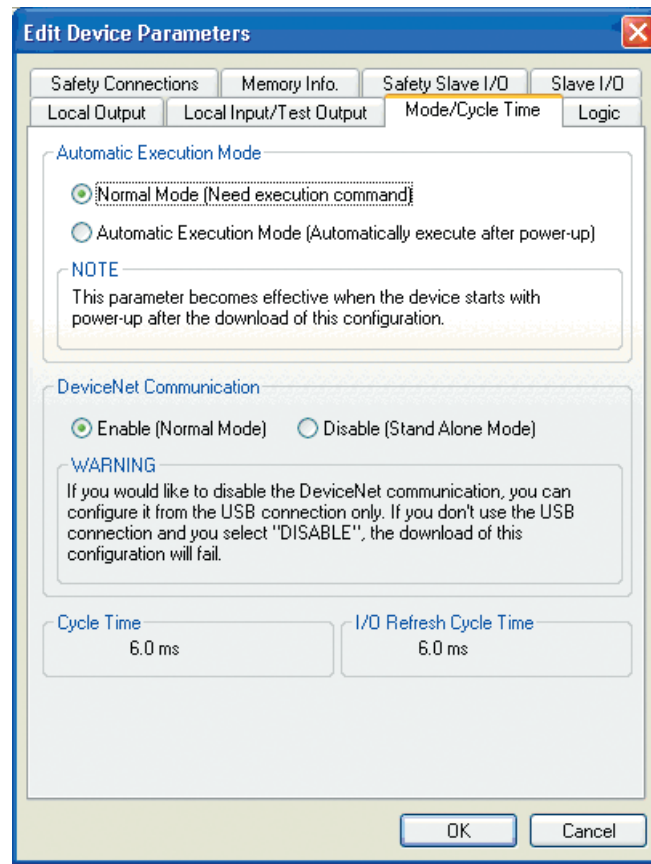 Edit Device Parameters
Safety Connections
Memory Info.
Safety Slave I/O
Slave I/O
Local Output
Local Input/Test Output
Mode/Cycle Time
Logic
Automatic Execution Mode
Normal Mode (Need execution command)
Automatic Execution Mode (Automatically execute after power-up)
NOTE
This parameter becomes effective when the device starts with
power-up after the download of this configuration.
DeviceNet Communication
Enable (Normal Mode)
Disable (Stand Alone Mode)
WARNING
If you would like to disable the DeviceNet communication, you can
configure it from the USB connection only. If you don't use the USB
connection and you select "DISABLE", the download of this
configuration will fail.
Cycle Time
6.0 ms
I/O Refresh Cycle Time
6.0 ms
OK
Cancel